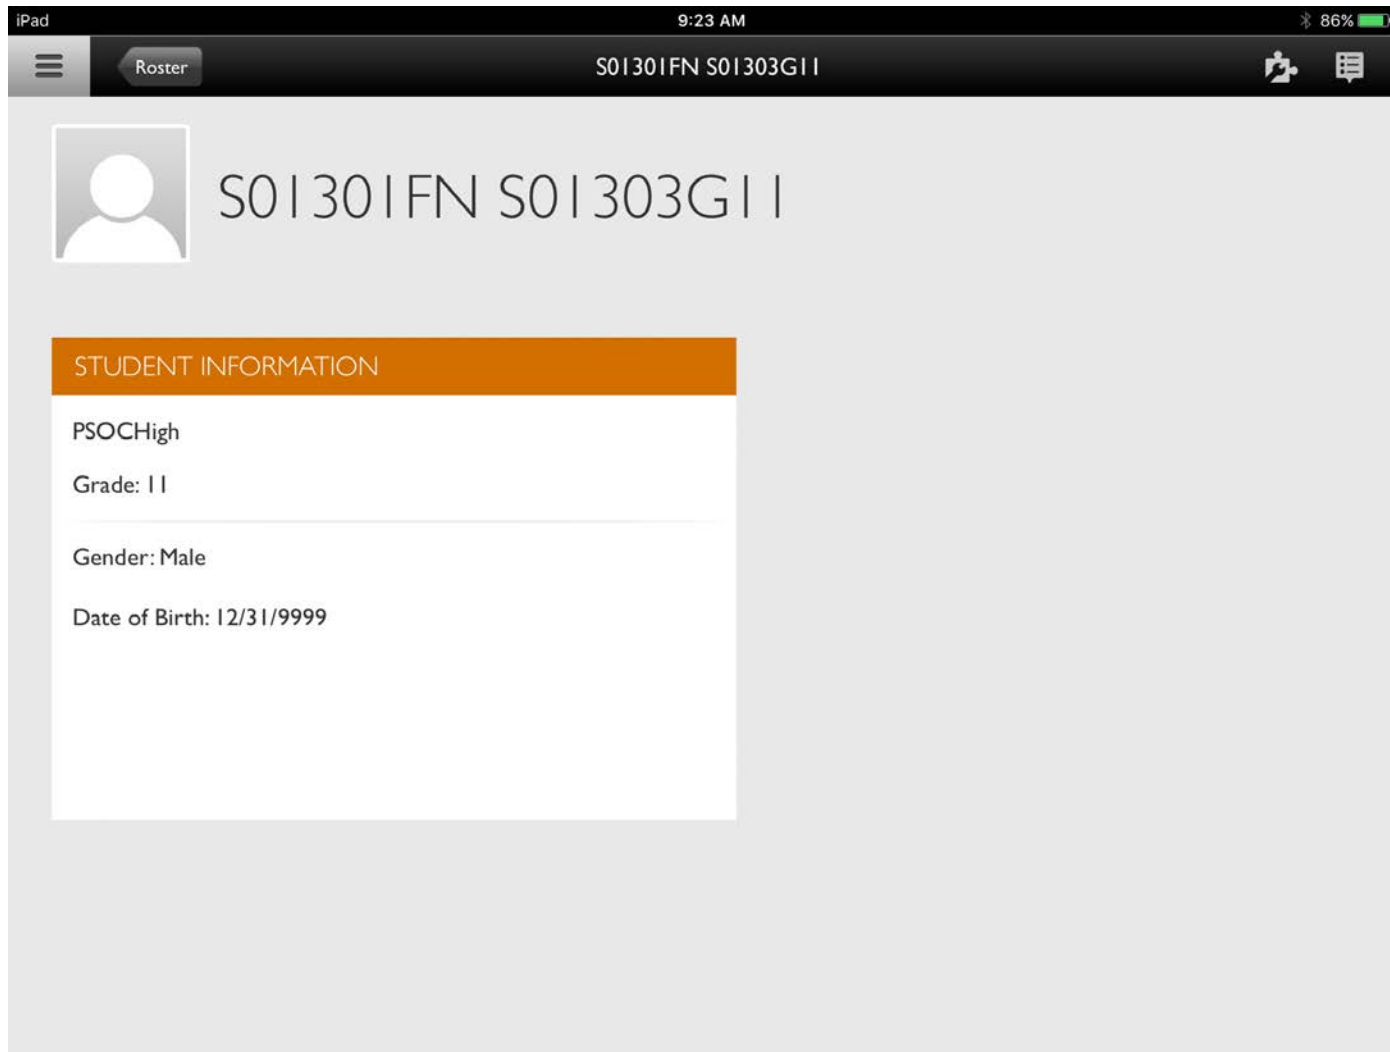 iPad 9:23 AM 86%
Roster S01301FN S01303G11
S01301FN S01303G11
STUDENT INFORMATION
PSOCHigh
Grade: 11
Gender: Male
Date of Birth: 12/31/9999